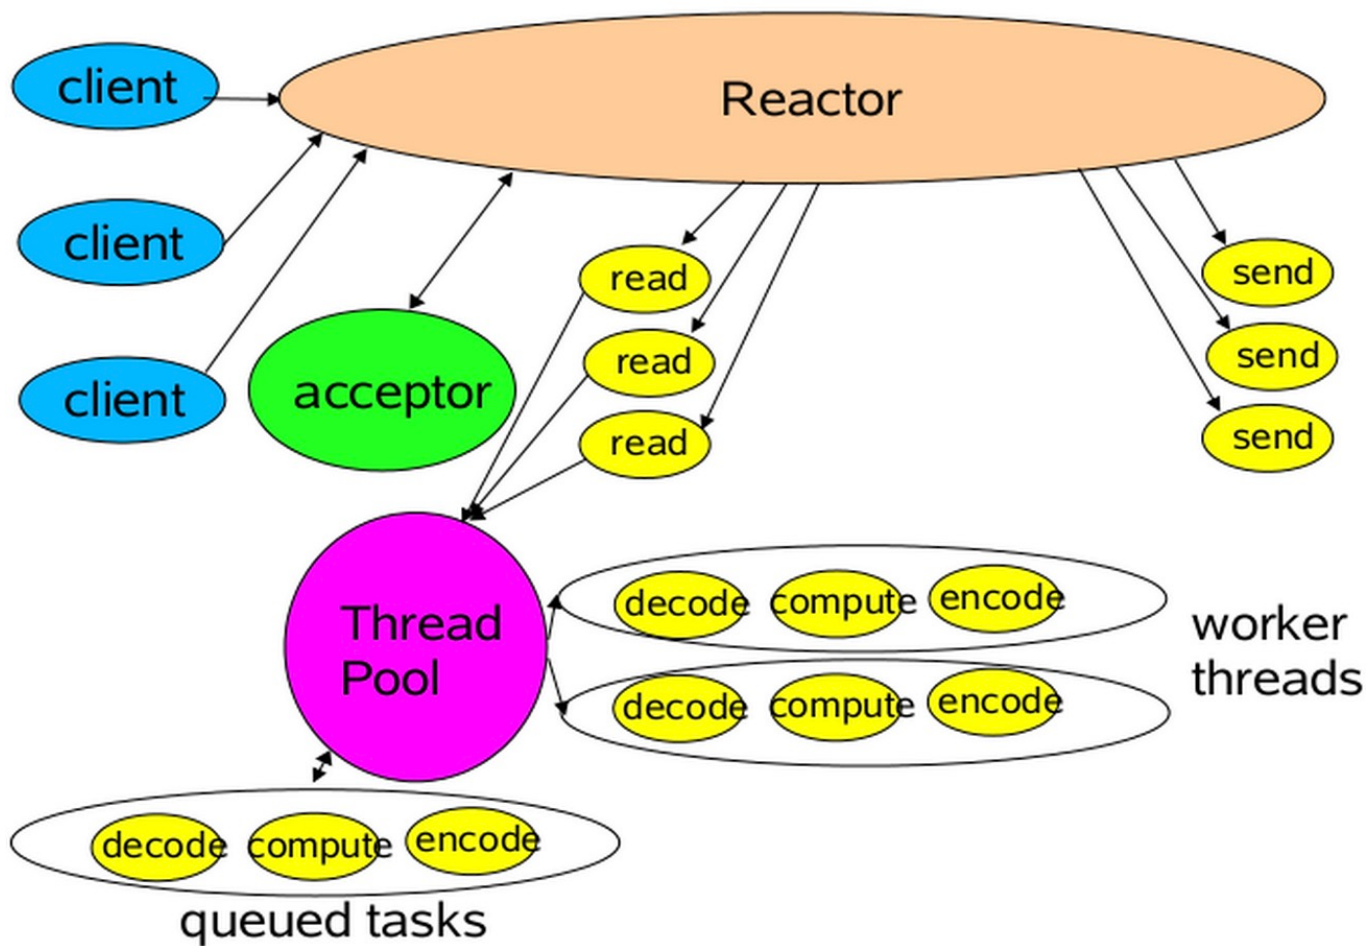 client
Reactor
client
client
acceptor
read
read
read
send
send
send
Thread
Pool
decode compute encode
decode compute encode
worker
threads
decode compute encode
queued tasks